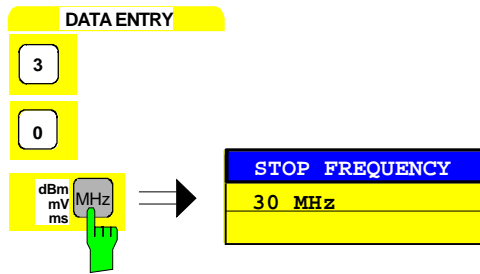 DATA ENTRY
3
0
dBm
mV
ms
MHz
STOP FREQUENCY
30 MHz